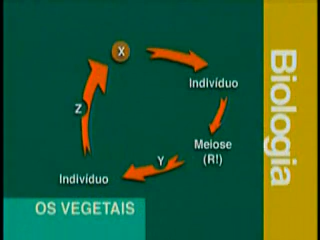 X
Indivíduo
Z
Meiose
(R!)
Y
Indivíduo
OS VEGETAIS
Biologia